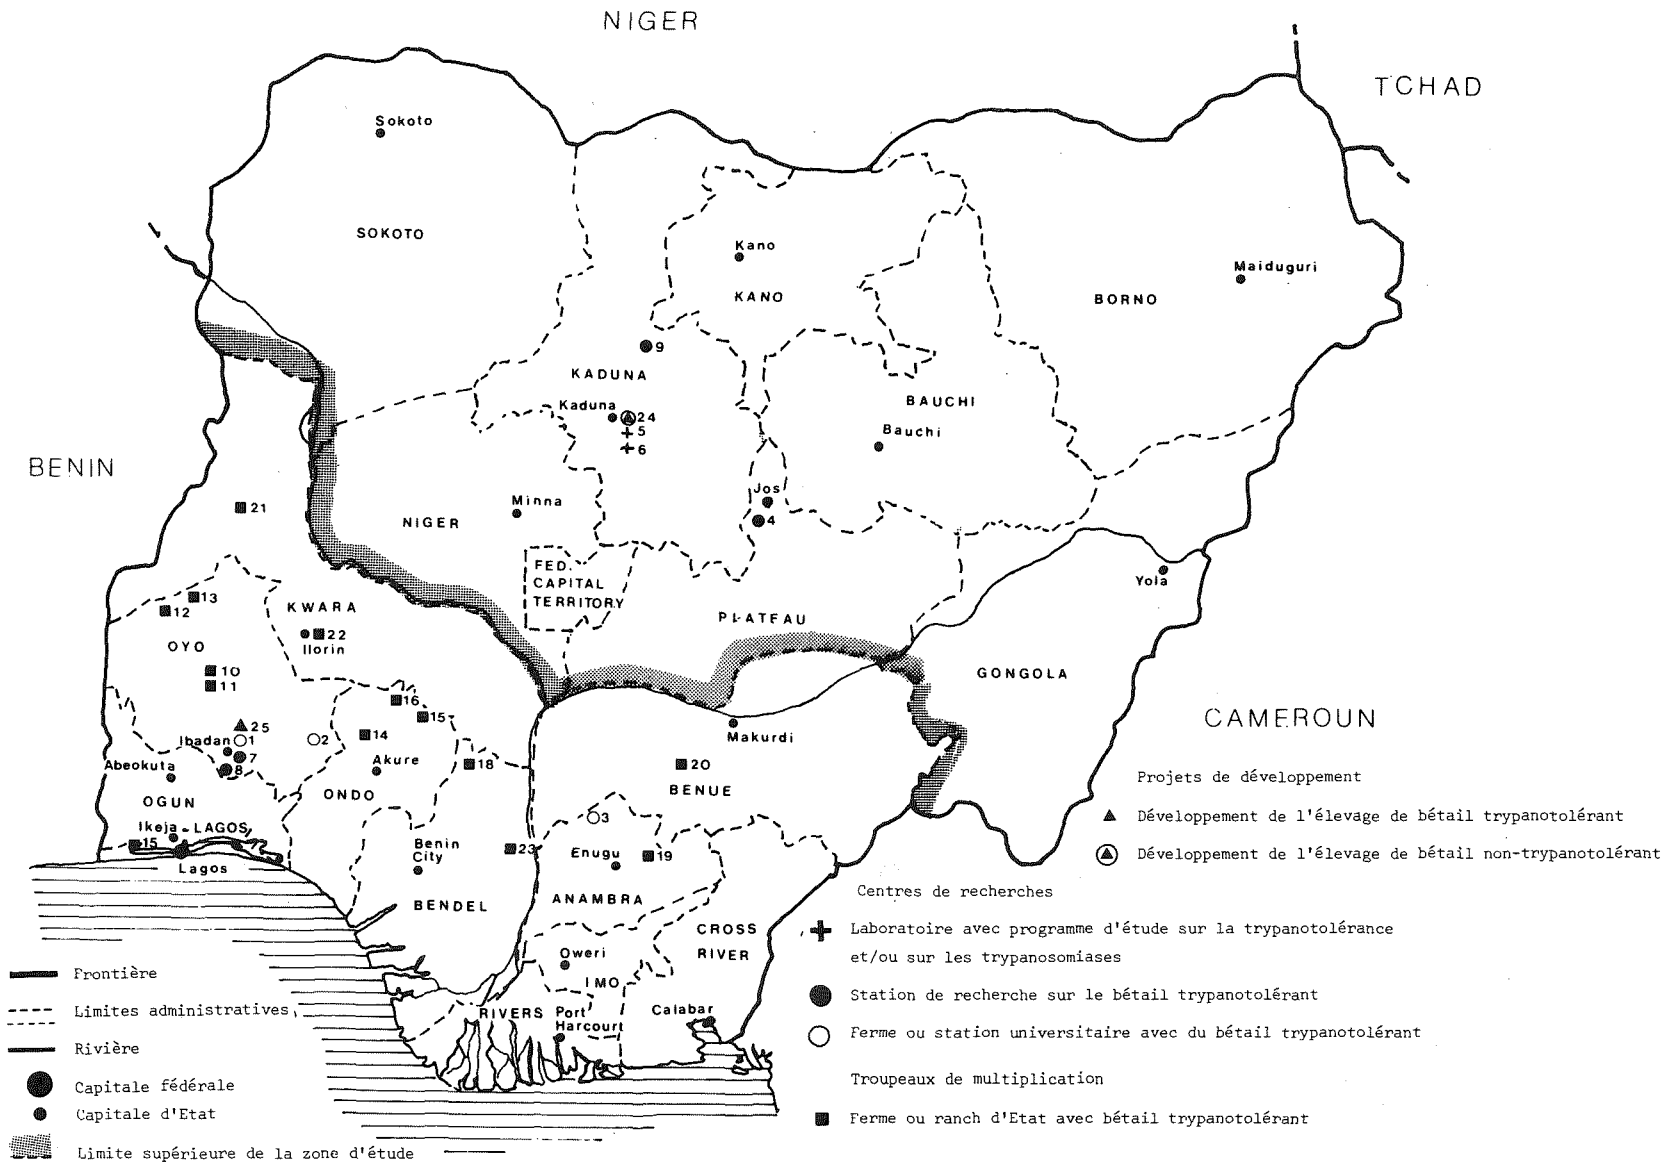 NIGER
TCHAD
Sokoto
SOKOTO
Kano
KANO
Maiduguri
BORNO
9
KADUNA
Kaduna
24
5
6
BAUCHI
Bauchi
BENIN
Jos
4
Minna
NIGER
21
FED.
CAPITAL
TERRITORY
Yola
13
12
KWARA
22
Ilorin
PLATEAU
OYO
10
11
GONGOLA
16
15
CAMEROUN
25
Ibadan
1
2
14
7
8
Makurdi
Abeokuta
Akure
18
20
BENUE
OGUN
ONDO
3
Ikeja
LAGOS
15
Lagos
Benin
City
23
Enugu
19
BENDEL
ANAMBRA
CROSS
RIVER
Oweri
IMO
RIVERS
Port
Harcourt
Calabar
Projets de développement
Développement de l'élevage de bétail trypanotolérant
Développement de l'élevage de bétail non-trypanotolérant
Centres de recherches
Laboratoire avec programme d'étude sur la trypanotolérance
et/ou sur les trypanosomiases
Station de recherche sur le bétail trypanotolérant
Ferme ou station universitaire avec du bétail trypanotolérant
Troupeaux de multiplication
Ferme ou ranch d'Etat avec bétail trypanotolérant
Frontière
Limites administratives
Rivière
Capitale fédérale
Capitale d'Etat
Limite supérieure de la zone d'étude